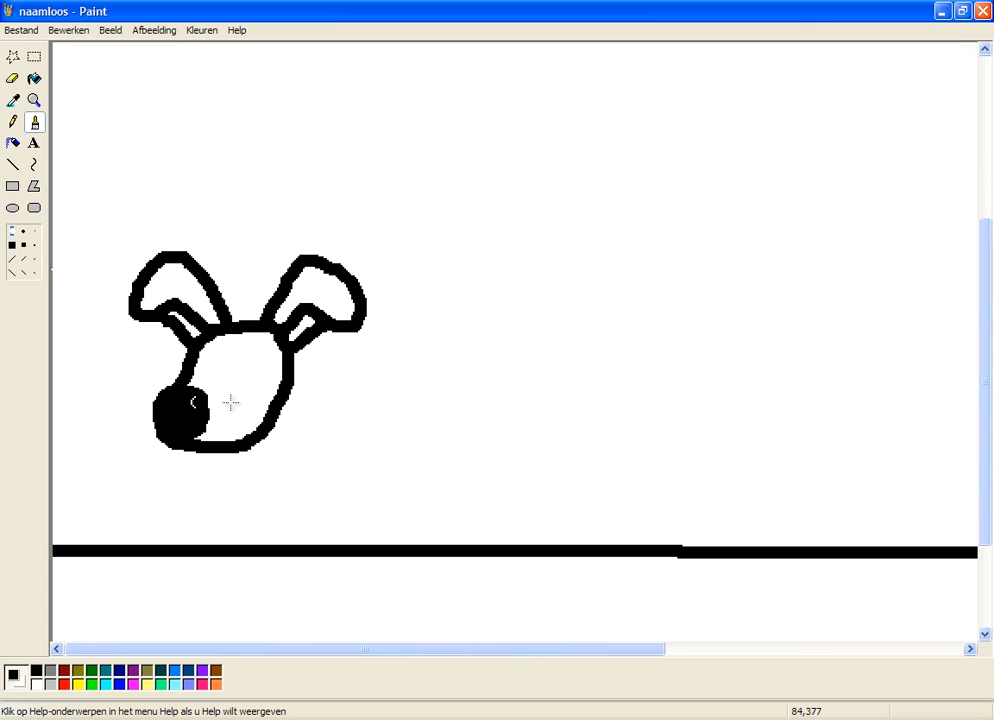 naamloos - Paint
Bestand Bewerken Beeld Afbeelding Kleuren Help
A
Klik op Help-onderwerpen in het menu Help als u Help wilt weergeven 84,377